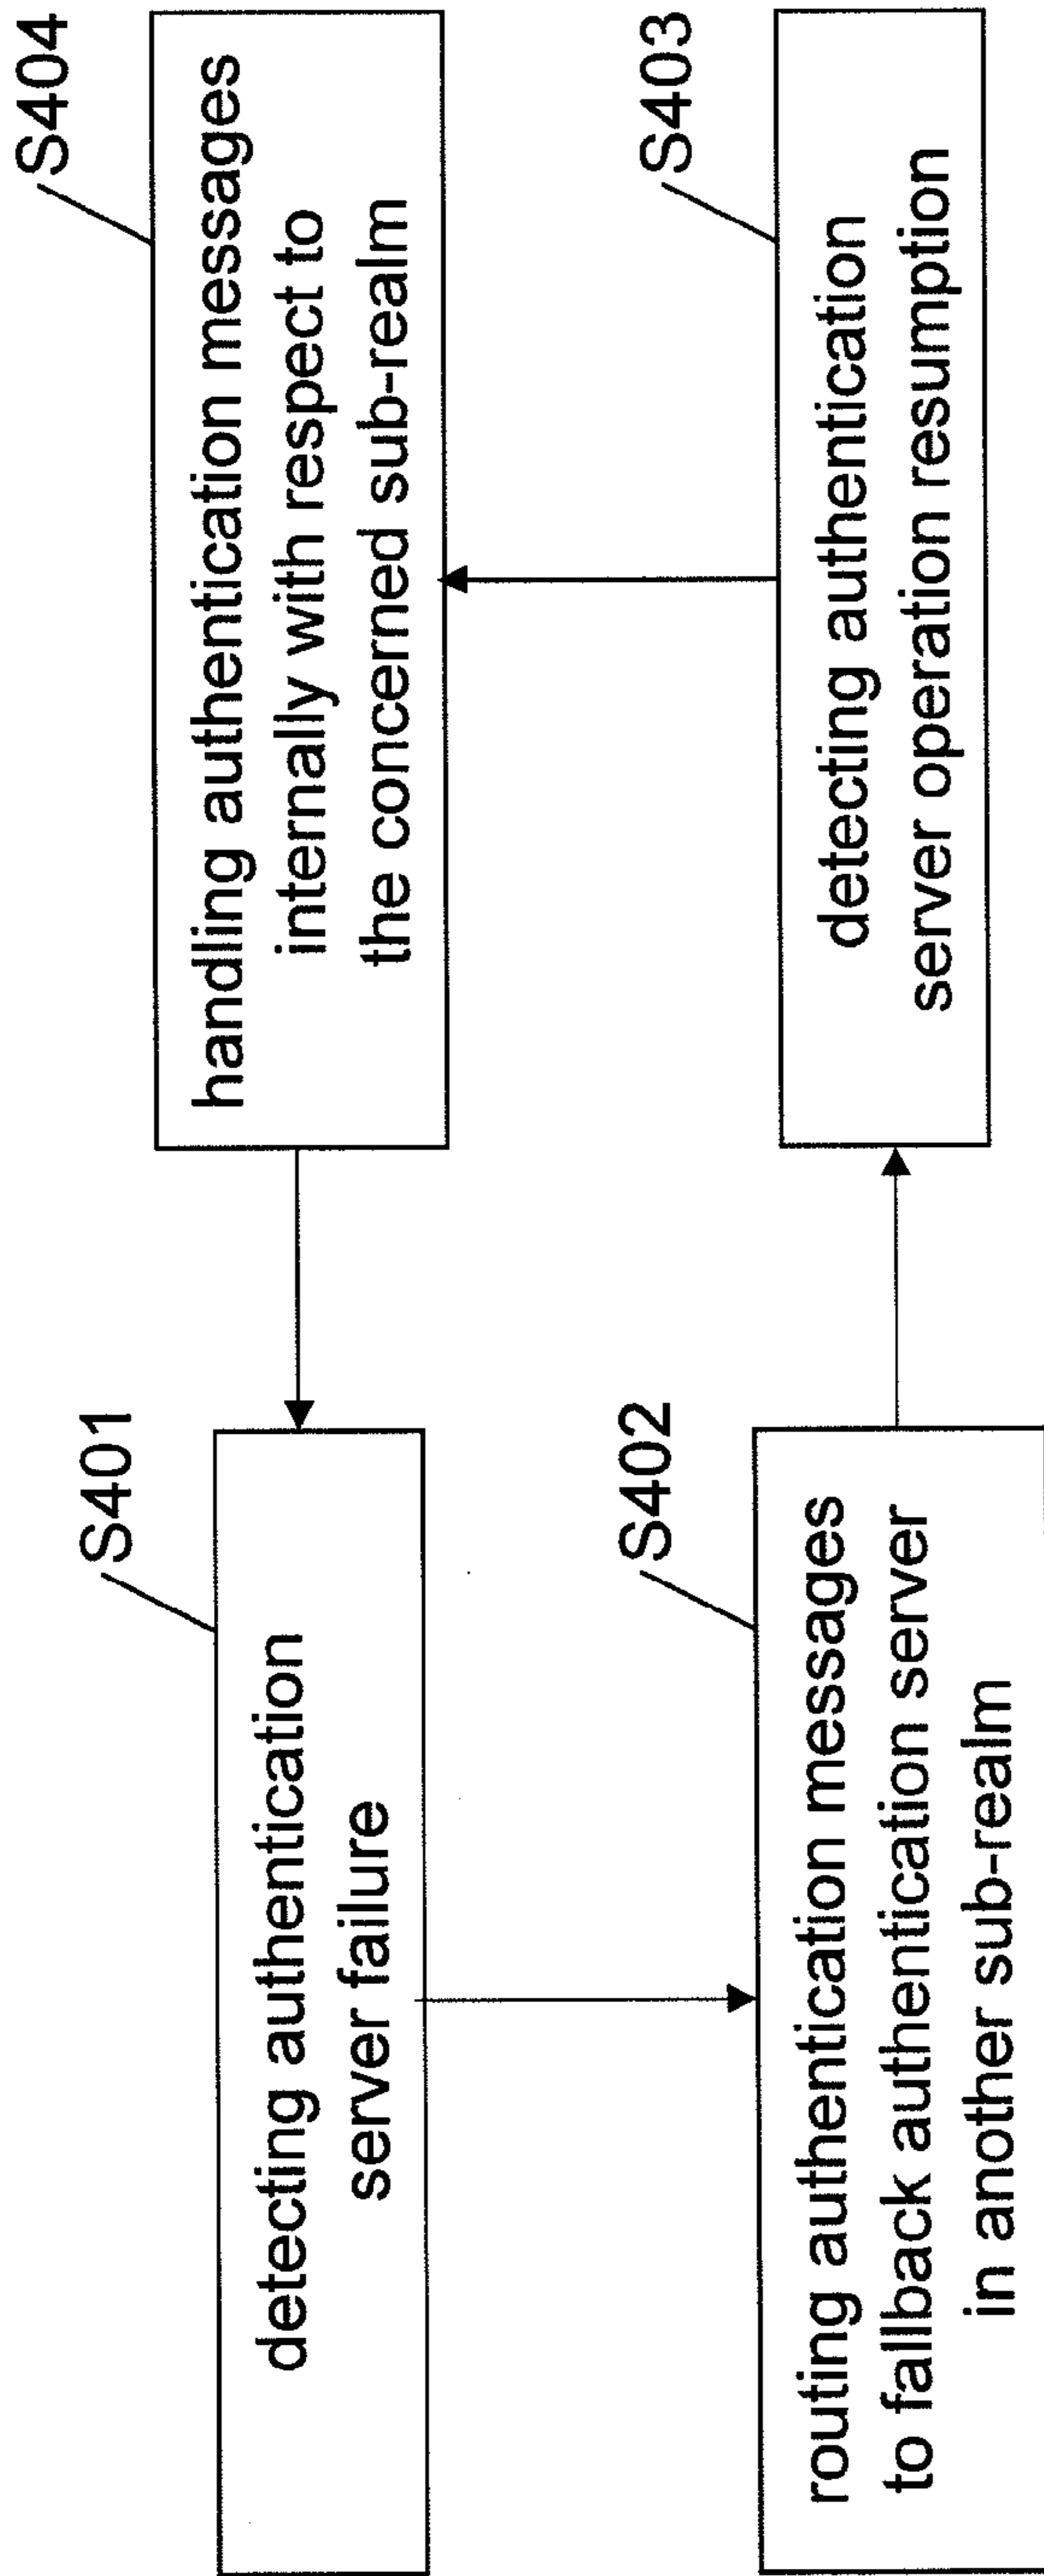 S401
detecting authentication
server failure
S402
routing authentication messages
to fallback authentication server
in another sub-realm
S403
detecting authentication
server operation resumption
S404
handling authentication messages
internally with respect to
the concerned sub-realm